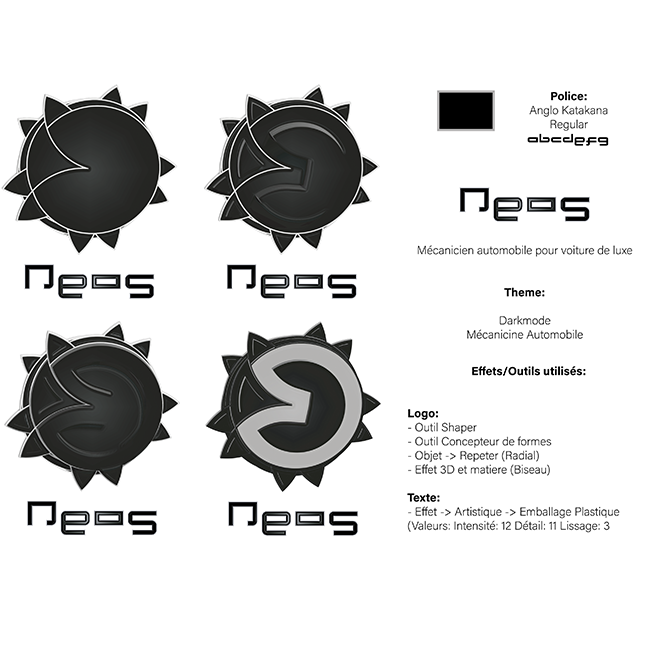 neos
neos
neos
neos
Police:
Anglo Katakana
Regular
abcdefg
neos
Mécanicien automobile pour voiture de luxe
Theme:
Darkmode
Mécanicine Automobile
Effets/Outils utilisés:
Logo:
- Outil Shaper
- Outil Concepteur de formes
- Objet -> Repeter (Radial)
- Effet 3D et matiere (Biseau)
Texte:
- Effet -> Artistique -> Emballage Plastique
(Valeurs: Intensité: 12 Détail: 11 Lissage: 3